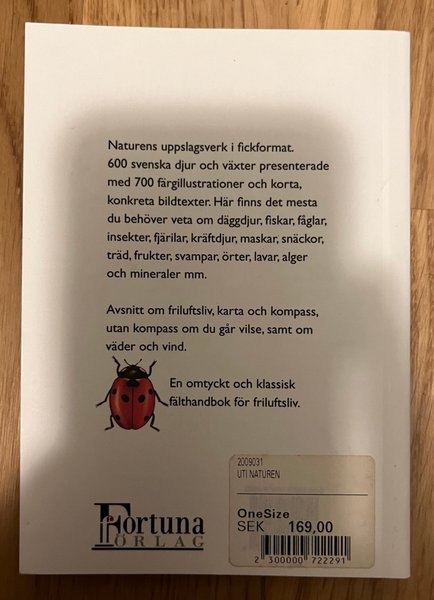 Naturens uppslagsverk i fickformat.
600 svenska djur och växter presenterade
med 700 färgillustrationer och korta,
konkreta bildtexter. Här finns det mesta
du behöver veta om däggdjur, fiskar, fåglar,
insekter, fjärilar, kräftdjur, maskar, snäckor,
träd, frukter, svampar, örter, lavar, alger
och mineraler mm.
Avsnitt om friluftsliv, karta och kompass,
utan kompass om du går vilse, samt om
väder och vind.
En omtyckt och klassisk
fälthandbok för friluftsliv.
2009031
UTI NATUREN
OneSize
SEK 169,00
2 300000 722291
Fortuna
FÖRLAG